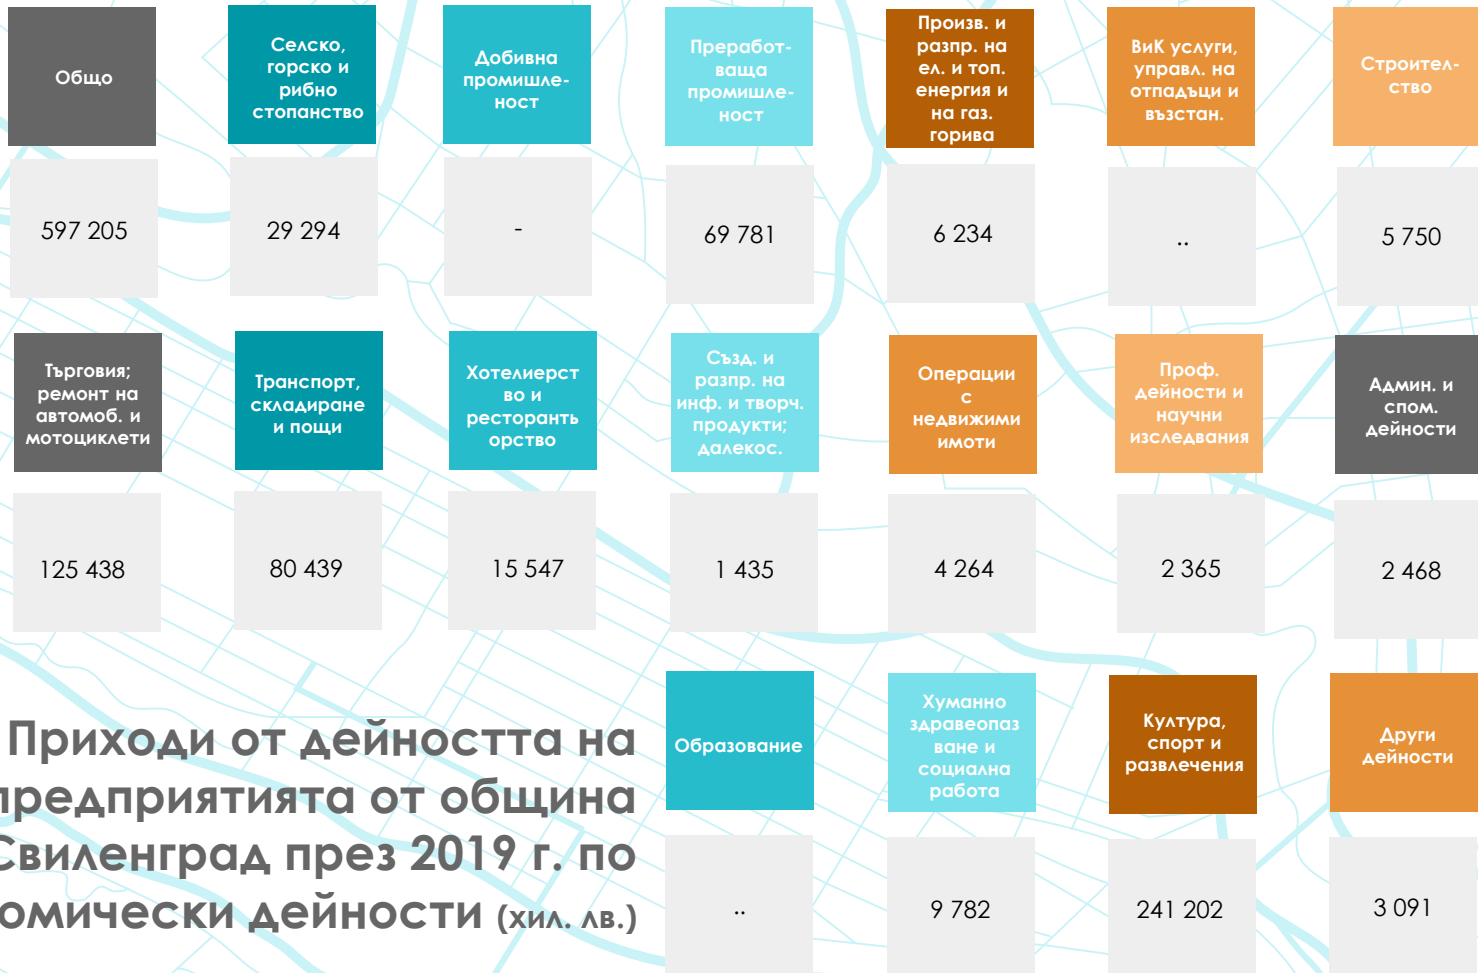 Общо
Селско,
горско и
рибно
стопанство
Добивна
промишле-
ност
Преработ-
ваща
промишле-
ност
Произв. и
разпр. на
ел. и топ.
енергия и
на газ.
горива
ВиК услуги,
управл. на
отпадъци и
възстан.
Строител-
ство
597 205
29 294
-
69 781
6 234
..
5 750
Търговия;
ремонт на
автомоб. и
мотоциклети
Транспорт,
складиране
и пощи
Хотелиерст
во и
ресторантъ
орство
Създ. и
разпр. на
инф. и творч.
продукти;
далекос.
Операции
с
недвижими
имоти
Проф.
дейности и
научни
изследвания
Админ. и
спом.
дейности
125 438
80 439
15 547
1 435
4 264
2 365
2 468
Образование
Хуманно
здравеопаз
ване и
социална
работа
Култура,
спорт и
развлечения
Други
дейности
..
9 782
241 202
3 091
Приходи от дейността на
предприятията от община
Свиленград през 2019 г. по
омически дейности (хил. лв.)